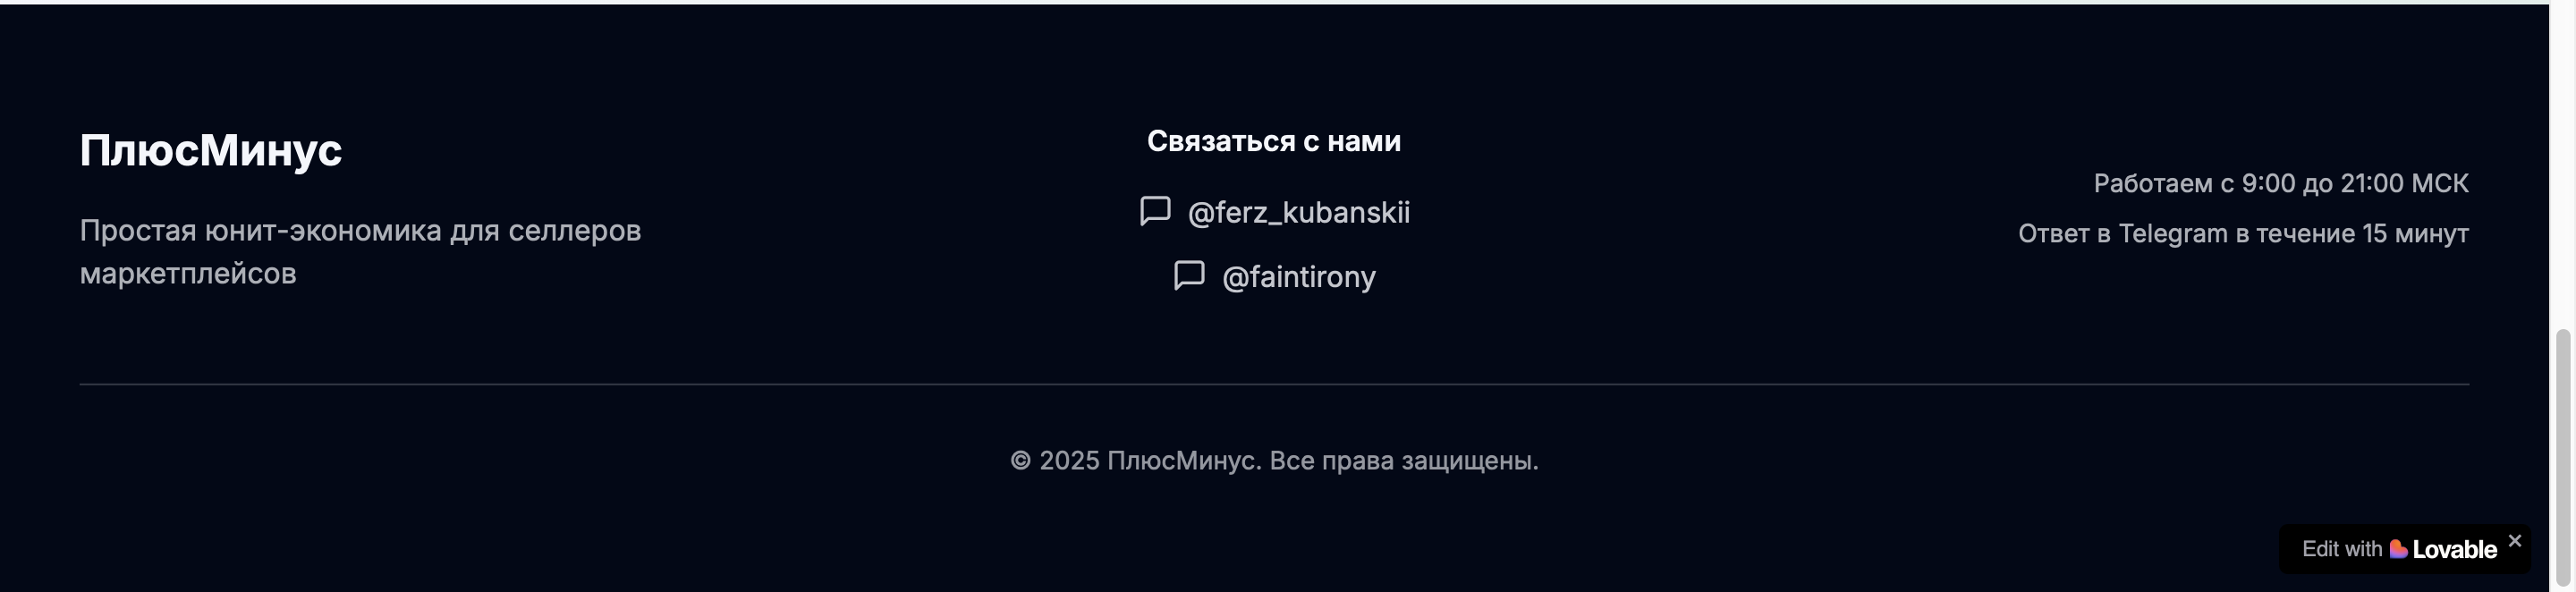 ПлюсМинус
Простая юнит-экономика для селлеров
маркетплейсов
Связаться с нами
@ferz_kubanskii
@faintirony
Работаем с 9:00 до 21:00 МСК
Ответ в Telegram в течение 15 минут
© 2025 ПлюсМинус. Все права защищены.
Edit with Lovable ×